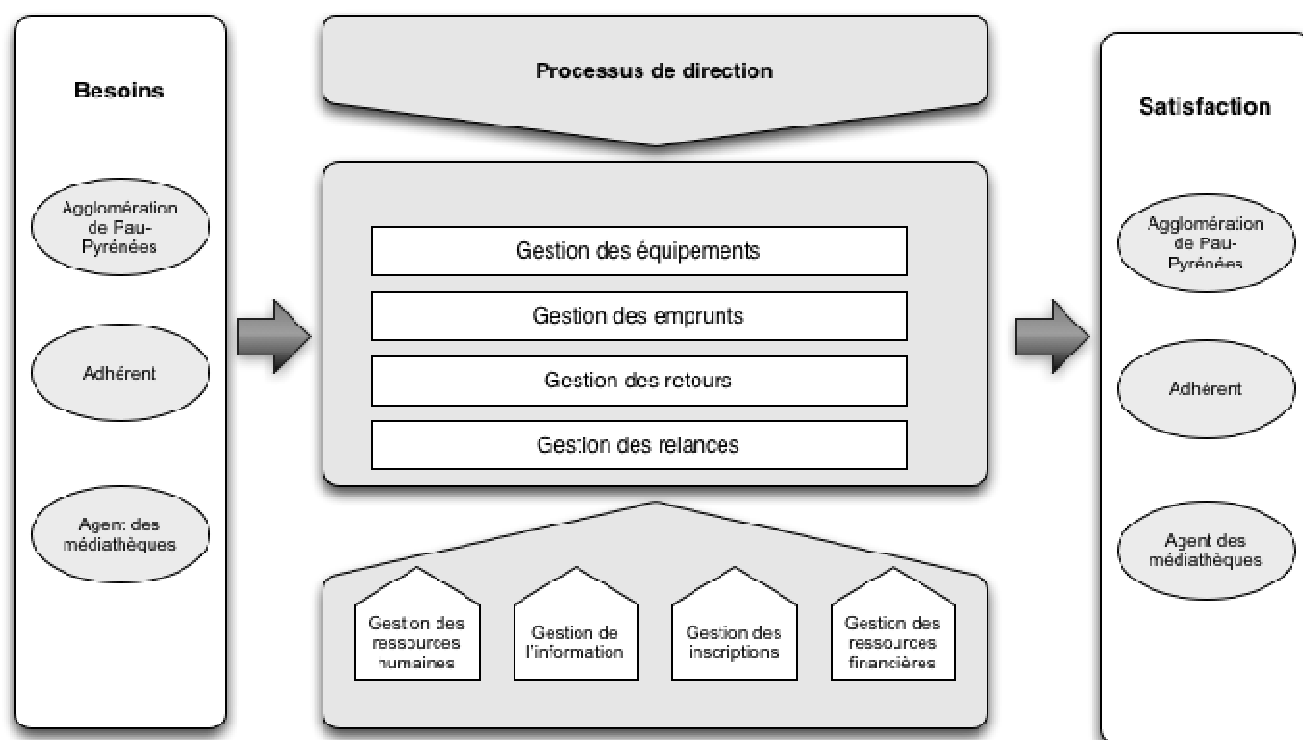 Besoins
Agglomération
de Pau-
Pyrénées
Adhérent
Agent des
médiathèques
Processus de direction
Gestion des équipements
Gestion des emprunts
Gestion des retours
Gestion des relances
Gestion des
ressources
humaines
Gestion de
l'information
Gestion des
inscriptions
Gestion des
ressources
financières
Satisfaction
Agglomération
de Pau-
Pyrénées
Adhérent
Agent des
médiathèques